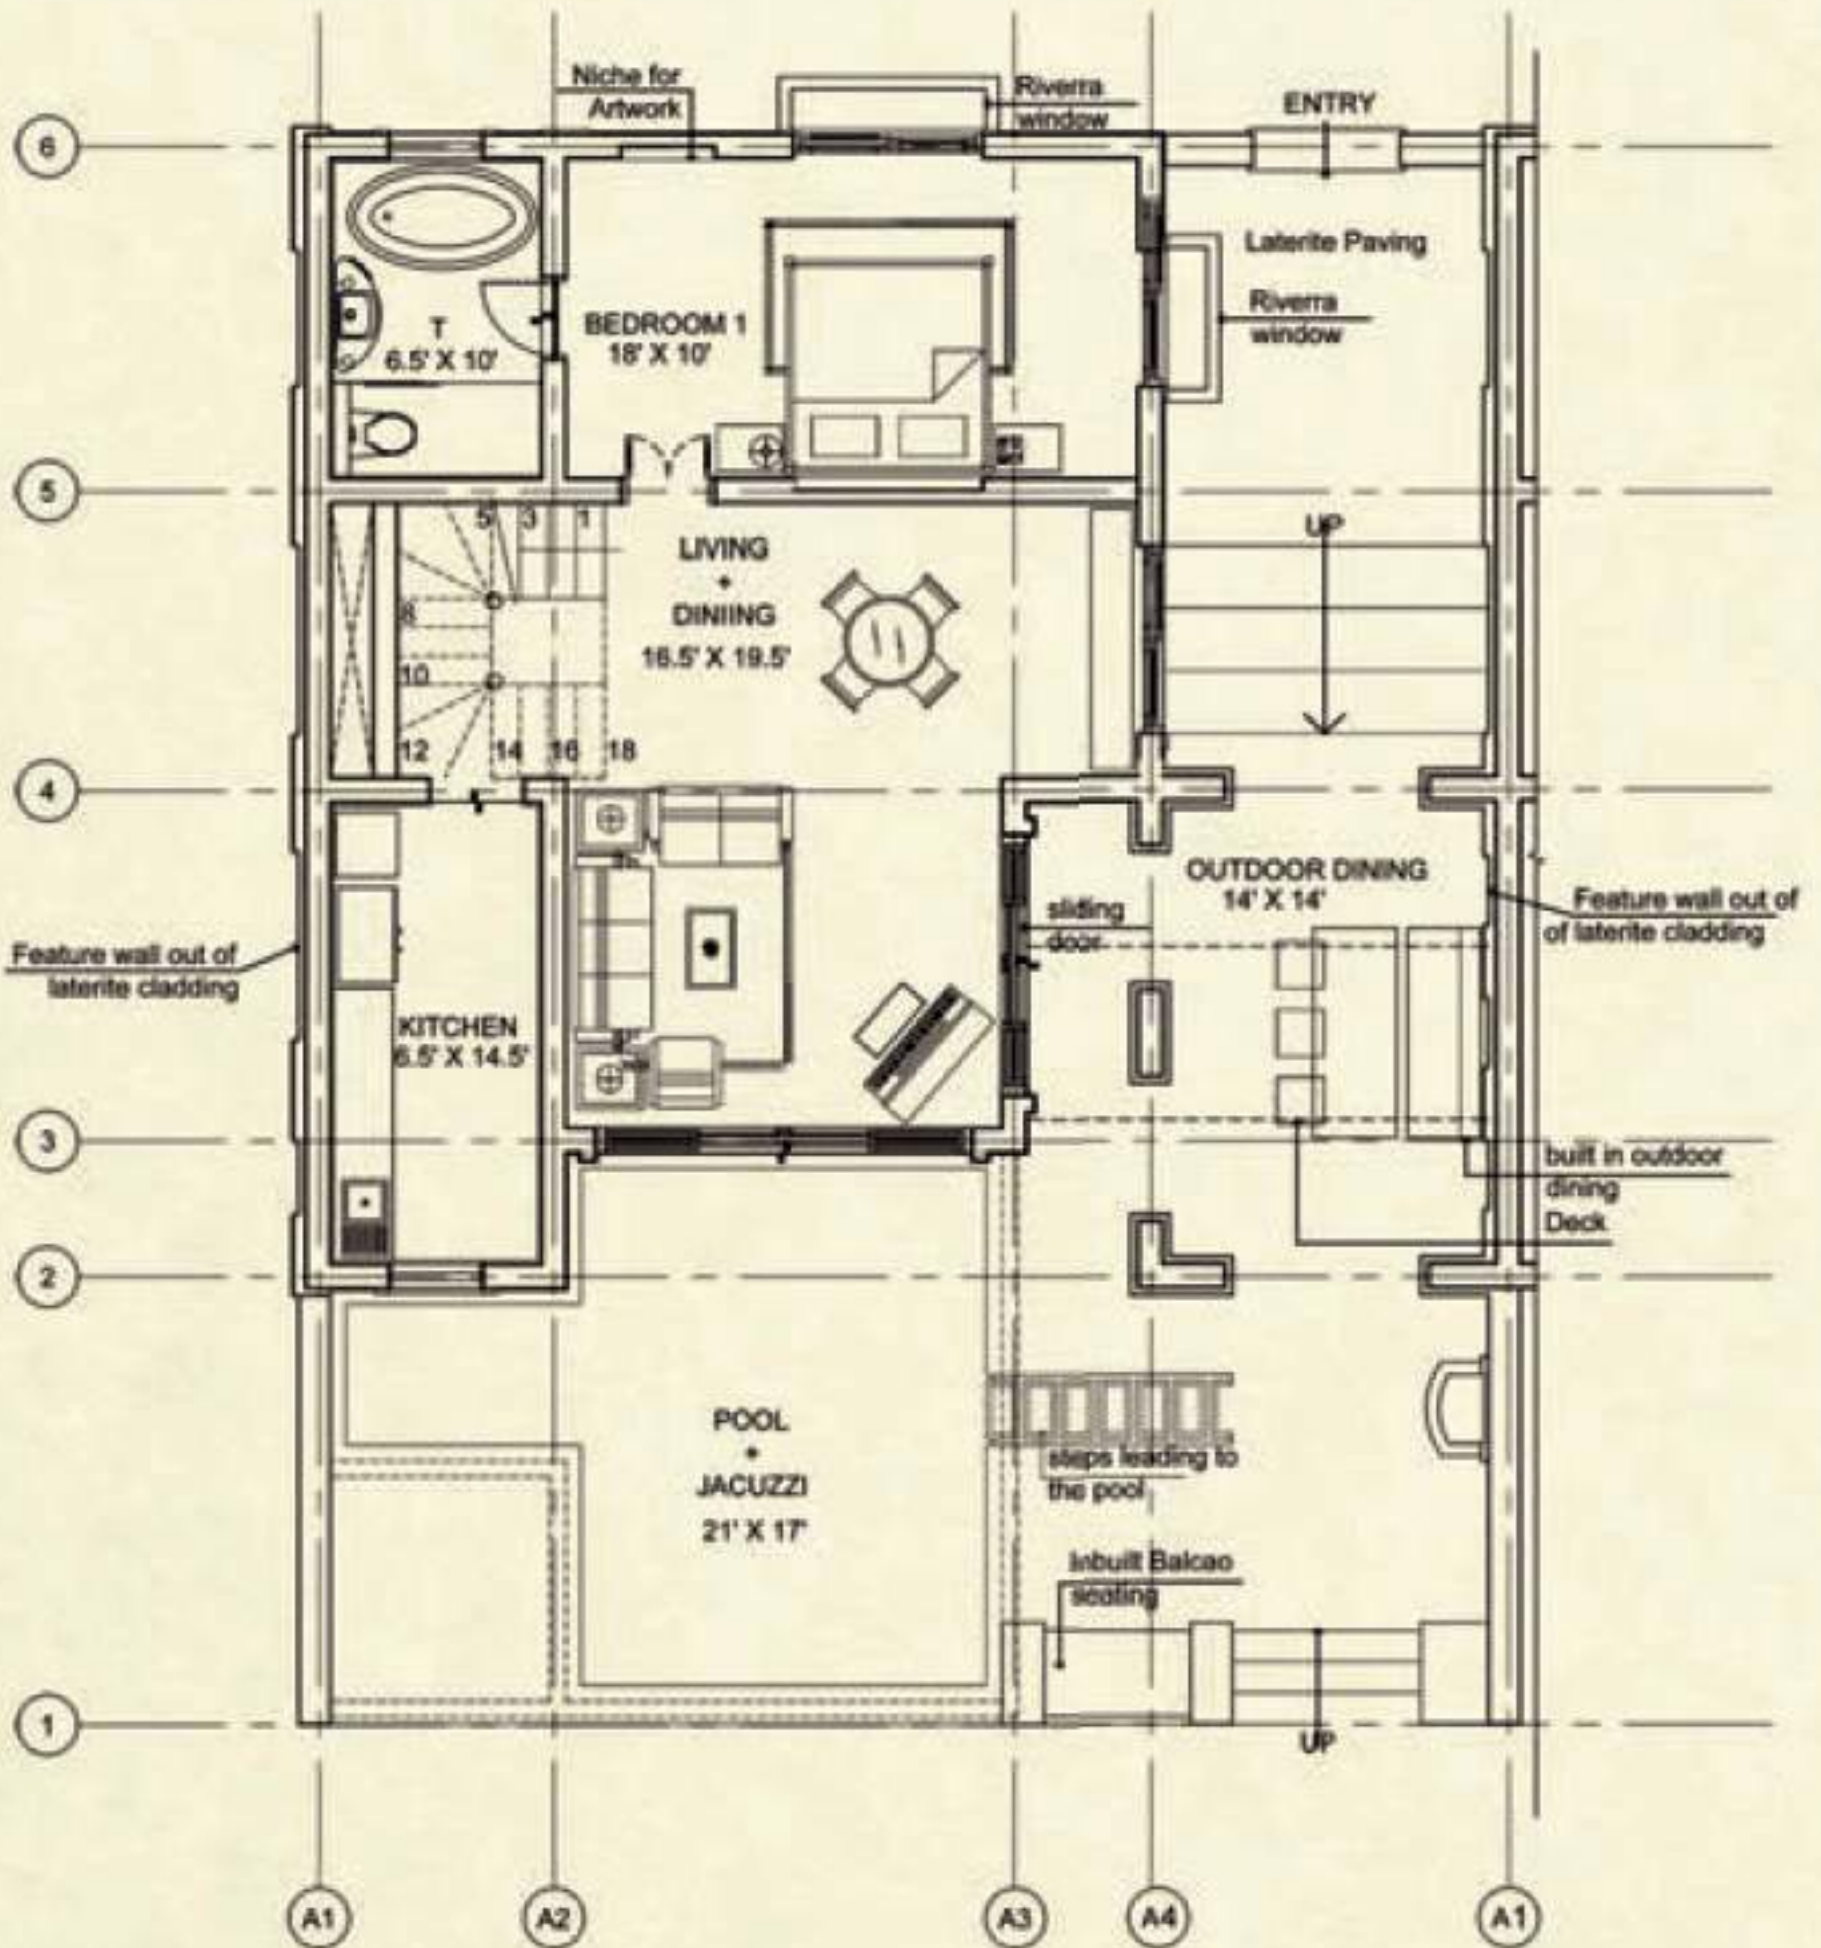 Niche for
Artwork
Riverra
window
ENTRY
6
Laterite Paving
Riverra
window
T
6.5' X 10'
BEDROOM 1
18' X 10'
5
5
3
1
UP
LIVING
+
DINIING
16.5' X 19.5'
8
10
12
14
16
18
4
OUTDOOR DINING
14' X 14'
sliding
door
Feature wall out of
of laterite cladding
Feature wall out of
laterite cladding
KITCHEN
6.5' X 14.5'
3
built in outdoor
dining
Deck
2
POOL
+
JACUZZI
21' X 17'
steps leading to
the pool
Inbuilt Balcao
seating
1
UP
A1
A2
A3
A4
A1